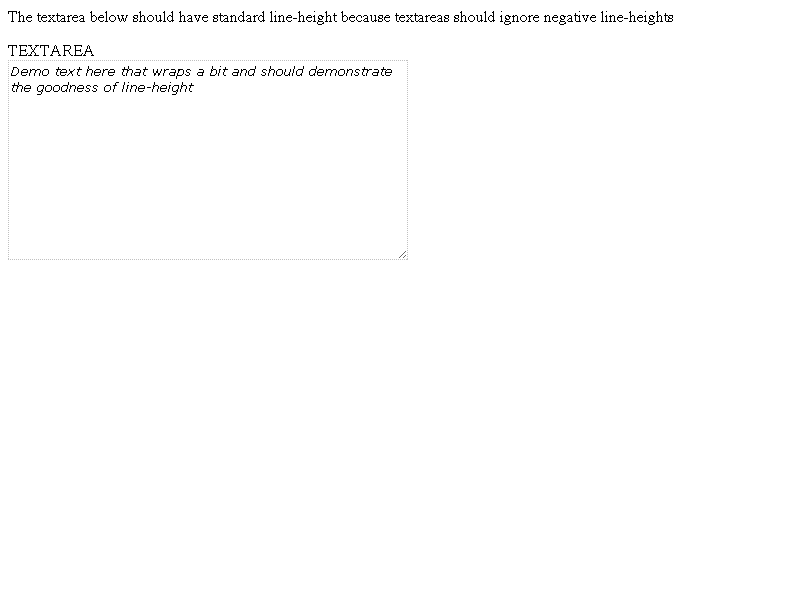 The textarea below should have standard line-height because textareas should ignore negative line-heights
TEXTAREA
Demo text here that wraps a bit and should demonstrate
the goodness of line-height